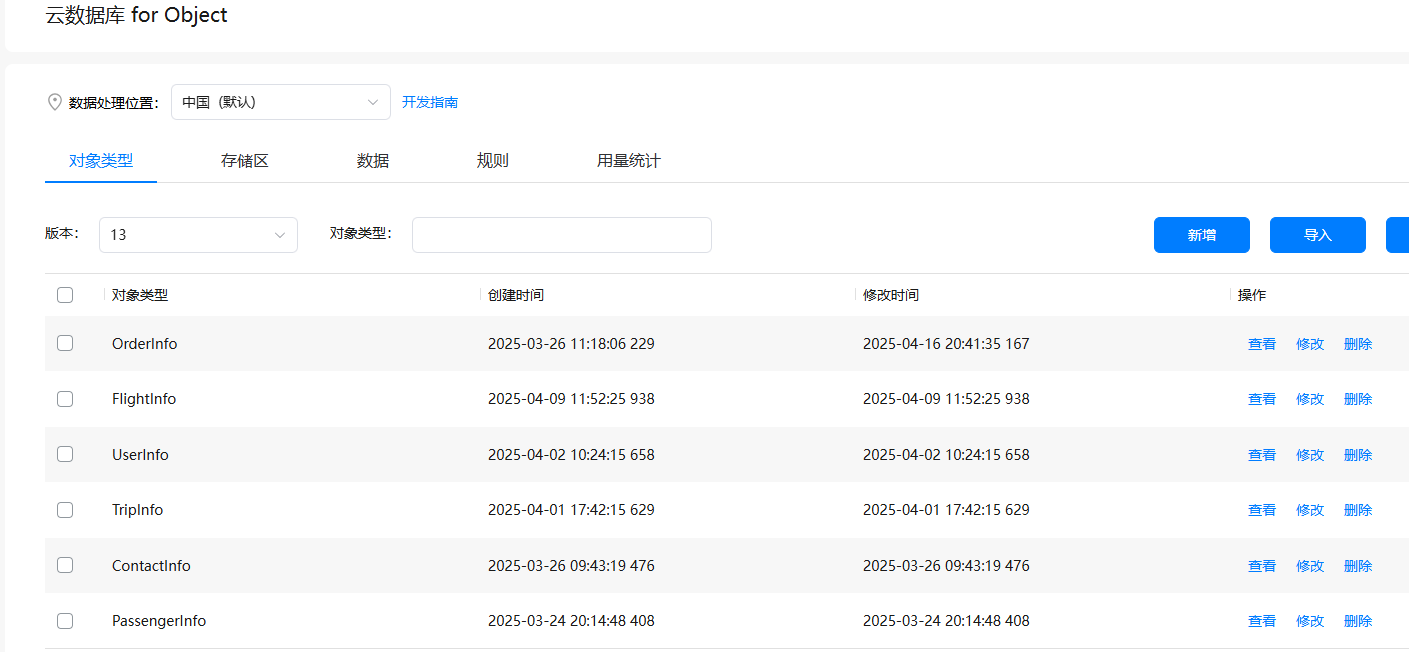 云数据库 for Object
数据处理位置： 中国（默认） 开发指南
对象类型 存储区 数据 规则 用量统计
版本： 13 对象类型： 新增 导入
对象类型 创建时间 修改时间 操作
OrderInfo 2025-03-26 11:18:06 229 2025-04-16 20:41:35 167 查看 修改 删除
FlightInfo 2025-04-09 11:52:25 938 2025-04-09 11:52:25 938 查看 修改 删除
UserInfo 2025-04-02 10:24:15 658 2025-04-02 10:24:15 658 查看 修改 删除
TripInfo 2025-04-01 17:42:15 629 2025-04-01 17:42:15 629 查看 修改 删除
ContactInfo 2025-03-26 09:43:19 476 2025-03-26 09:43:19 476 查看 修改 删除
PassengerInfo 2025-03-24 20:14:48 408 2025-03-24 20:14:48 408 查看 修改 删除